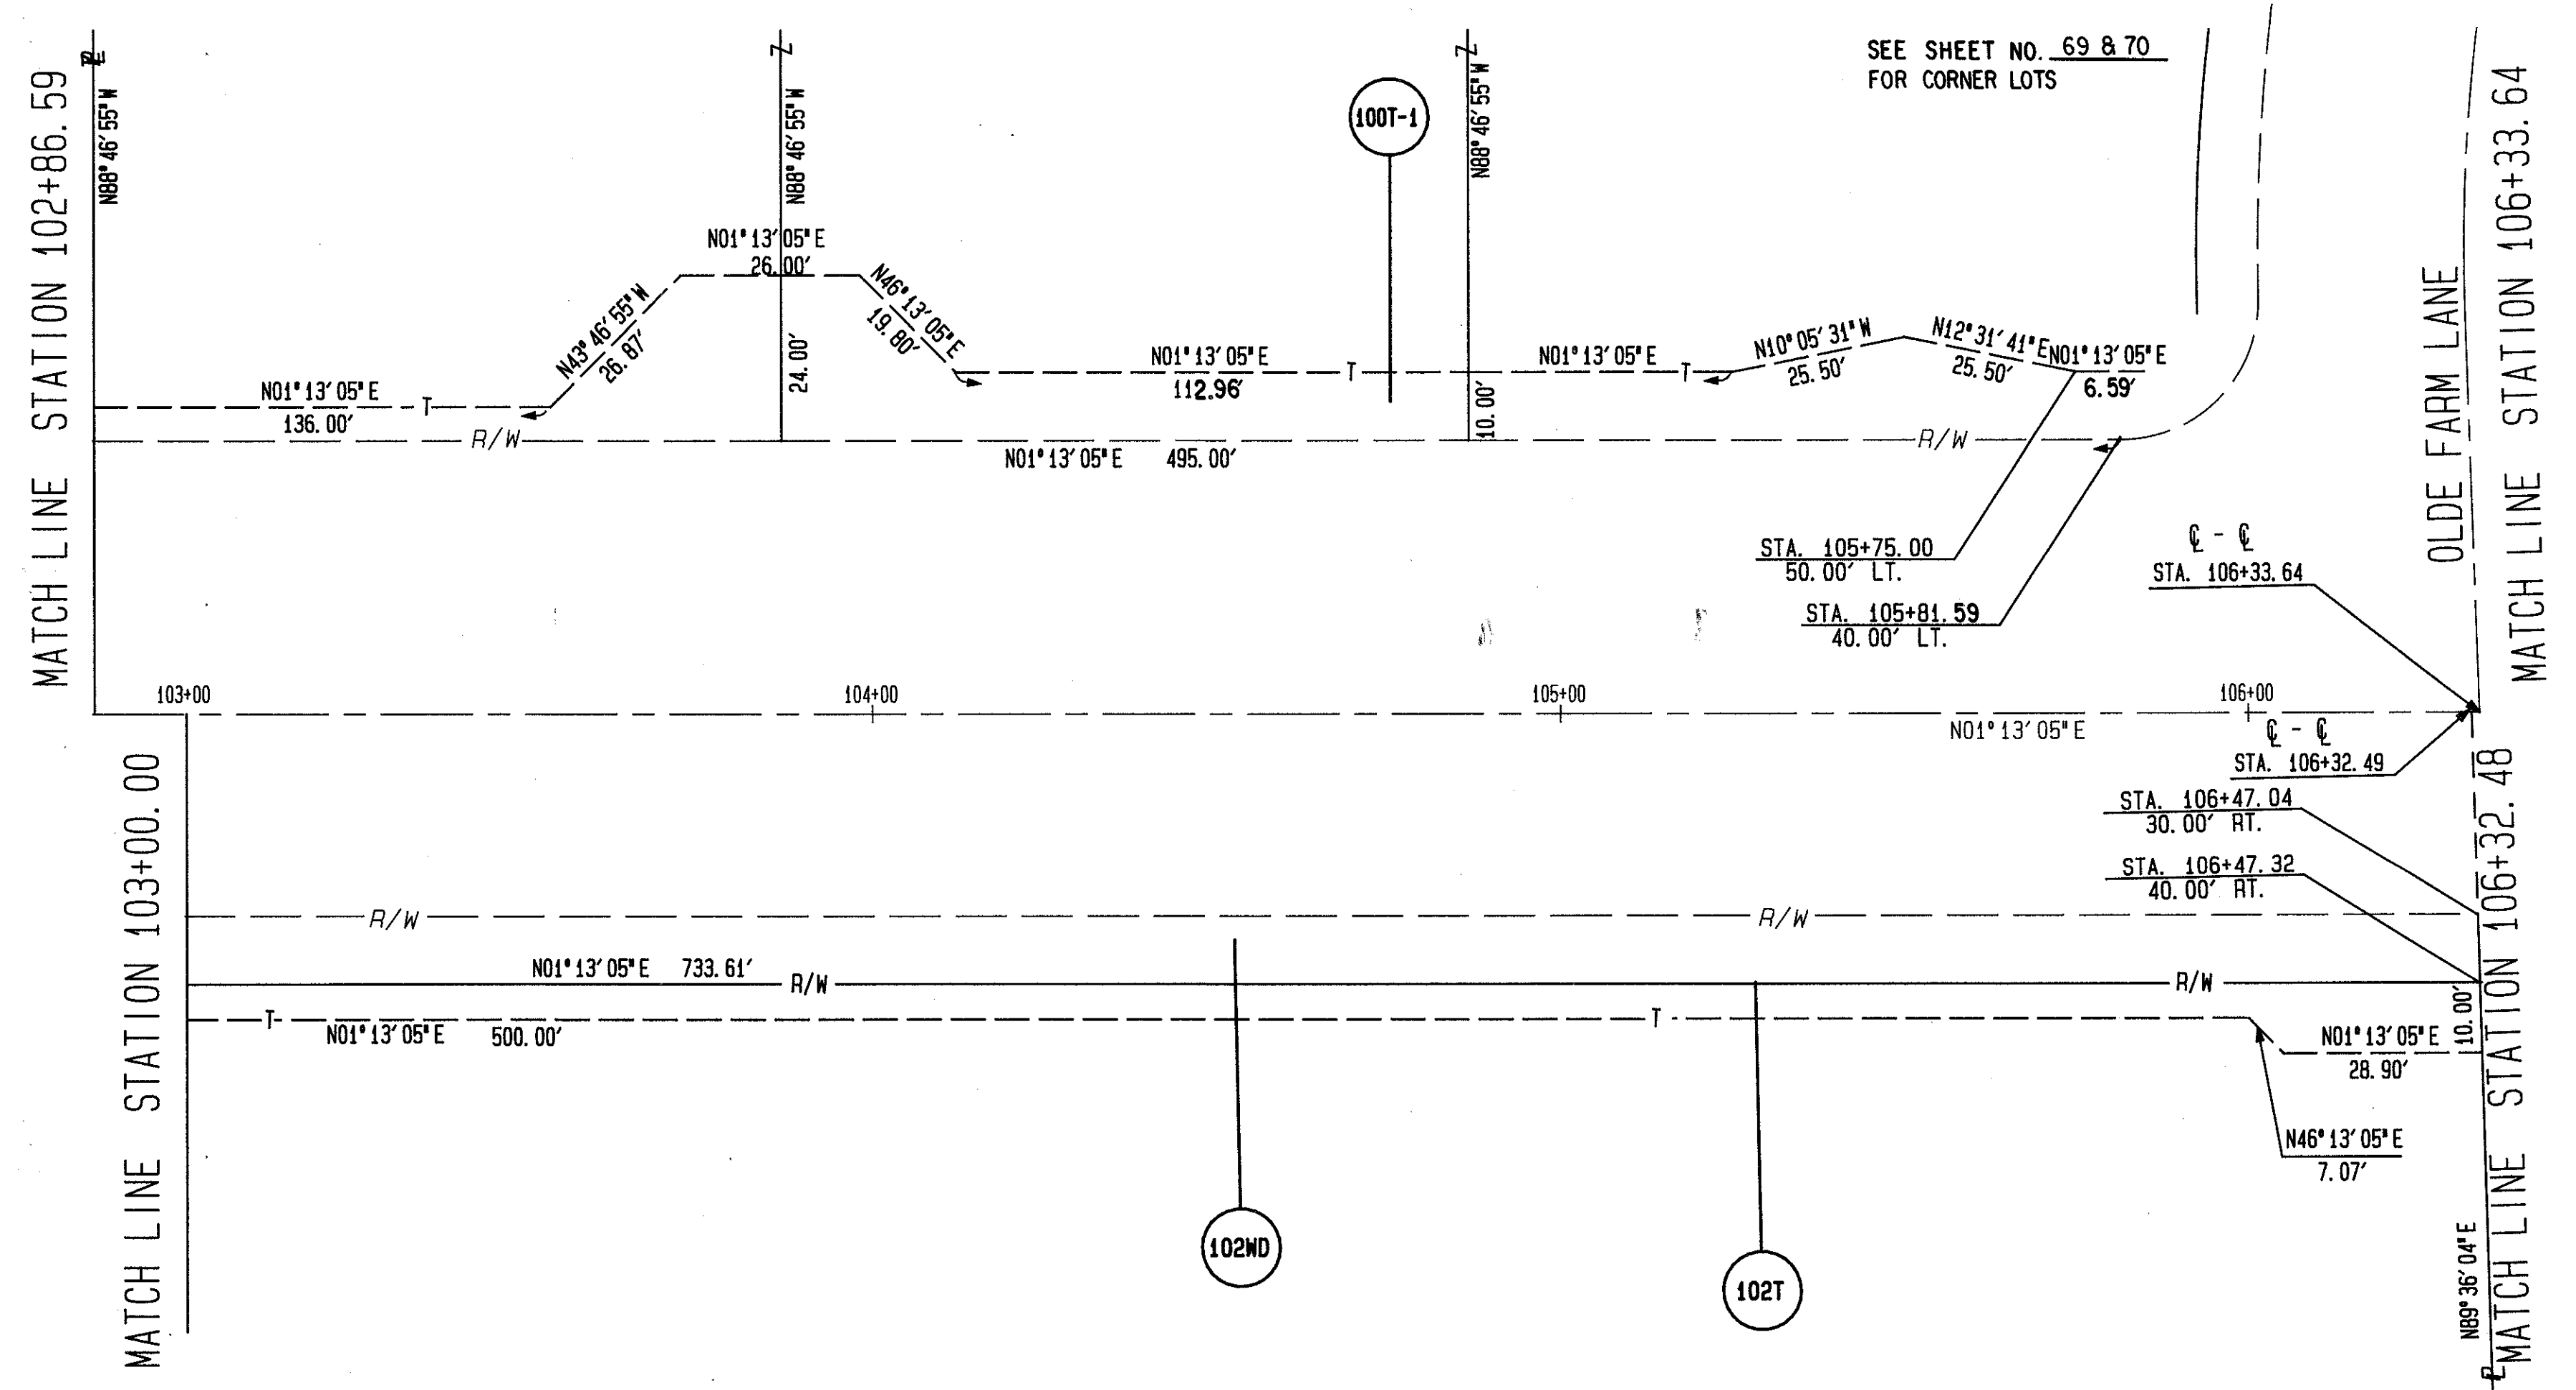 SEE SHEET NO. 69 & 70
FOR CORNER LOTS
MATCH LINE STATION 102+86.59
N88°46'55"W
N88°46'55"W
N88°46'55"W
100T-1
MATCH LINE STATION 106+33.64
OLDE FARM LANE
N01°13'05"E
26.00'
N43°46'55"W
26.87'
N46°13'05"E
19.80'
24.00'
N01°13'05"E
136.00'
T
N01°13'05"E
112.96'
T
10.00'
N01°13'05"E
T
N10°05'31"W
25.50'
N12°31'41"E
25.50'
N01°13'05"E
6.59'
R/W
R/W
N01°13'05"E 495.00'
STA. 105+75.00
50.00' LT.
STA. 105+81.59
40.00' LT.
℄ - ℄
STA. 106+33.64
103+00
104+00
105+00
106+00
N01°13'05"E
℄ - ℄
STA. 106+32.49
MATCH LINE STATION 103+00.00
MATCH LINE STATION 106+32.48
STA. 106+47.04
30.00' RT.
STA. 106+47.32
40.00' RT.
R/W
R/W
N01°13'05"E 733.61'
R/W
R/W
T
N01°13'05"E 500.00'
T
10.00'
N01°13'05"E
28.90'
N46°13'05"E
7.07'
102WD
102T
N89°36'04"E